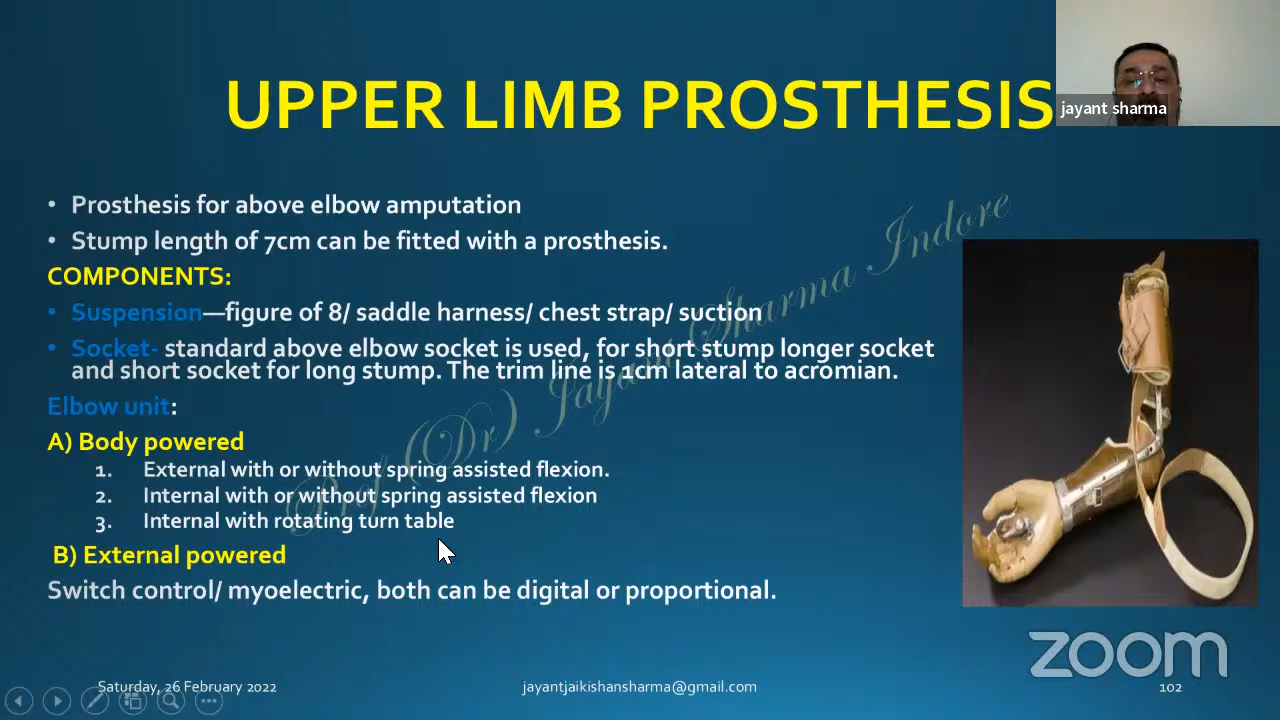 UPPER LIMB PROSTHESIS
jayant sharma
• Prosthesis for above elbow amputation
• Stump length of 7cm can be fitted with a prosthesis.
COMPONENTS:
• Suspension—figure of 8/ saddle harness/ chest strap/ suction
• Socket- standard above elbow socket is used, for short stump longer socket
and short socket for long stump. The trim line is 1cm lateral to acromian.
Elbow unit:
A) Body powered
1. External with or without spring assisted flexion.
2. Internal with or without spring assisted flexion
3. Internal with rotating turn table
B) External powered
Switch control/ myoelectric, both can be digital or proportional.
Prof (Dr) Jayant Sharma Indore
zoom
Saturday, 26 February 2022
jayantjaikishansharma@gmail.com
102